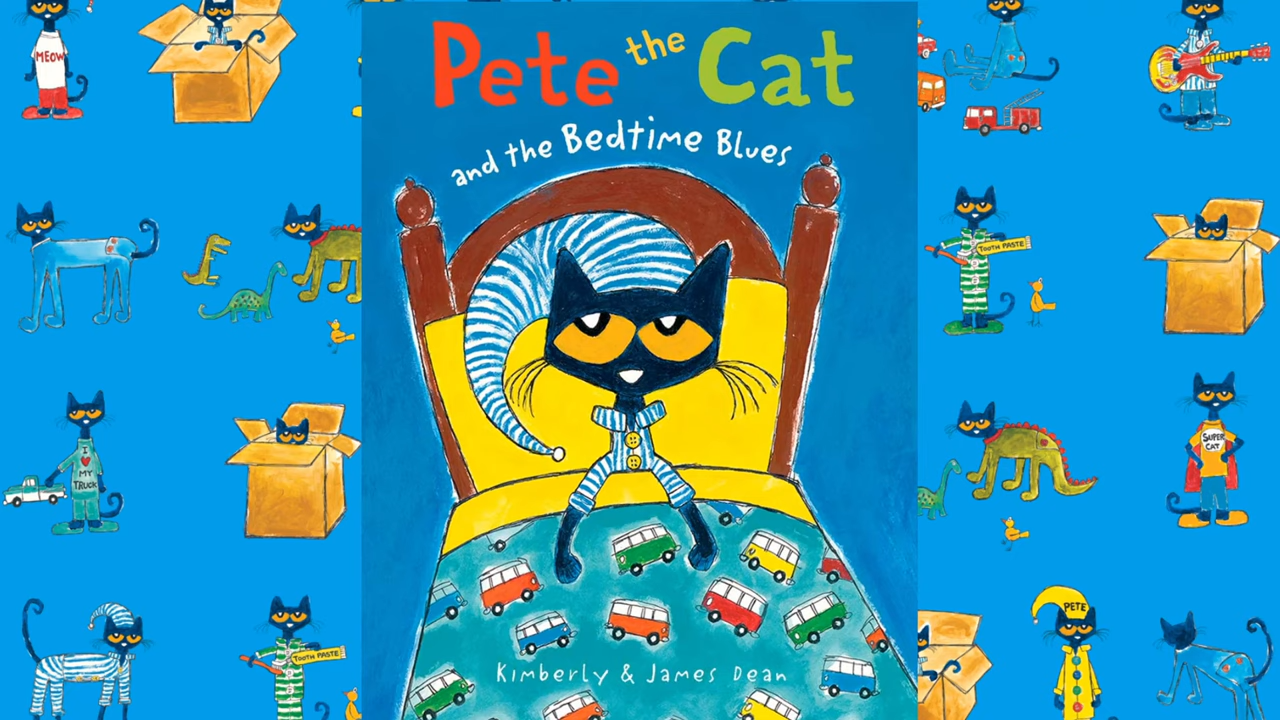 Pete the Cat
and the Bedtime Blues
Kimberly & James Dean
MEOW
TOOTH PASTE
I
MY
TRUCK
SUPER
CAT
TOOTH PASTE
PETE